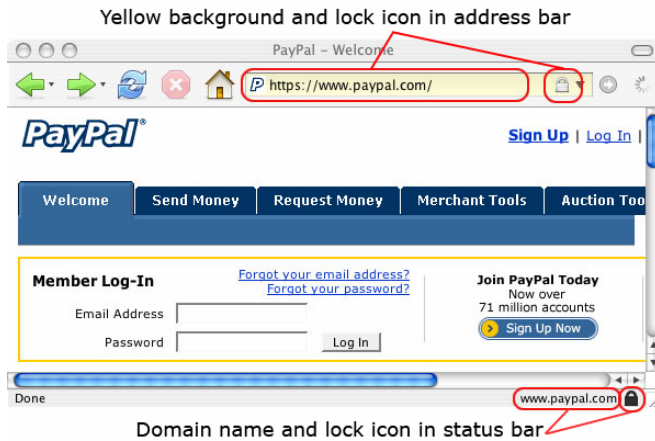 Yellow background and lock icon in address bar
PayPal – Welcome
P https://www.paypal.com/
PayPal®
Sign Up | Log In |
Welcome Send Money Request Money Merchant Tools Auction Too
Member Log-In
Forgot your email address?
Forgot your password?
Email Address
Password
Log In
Join PayPal Today
Now over
71 million accounts
Sign Up Now
Done
www.paypal.com
Domain name and lock icon in status bar